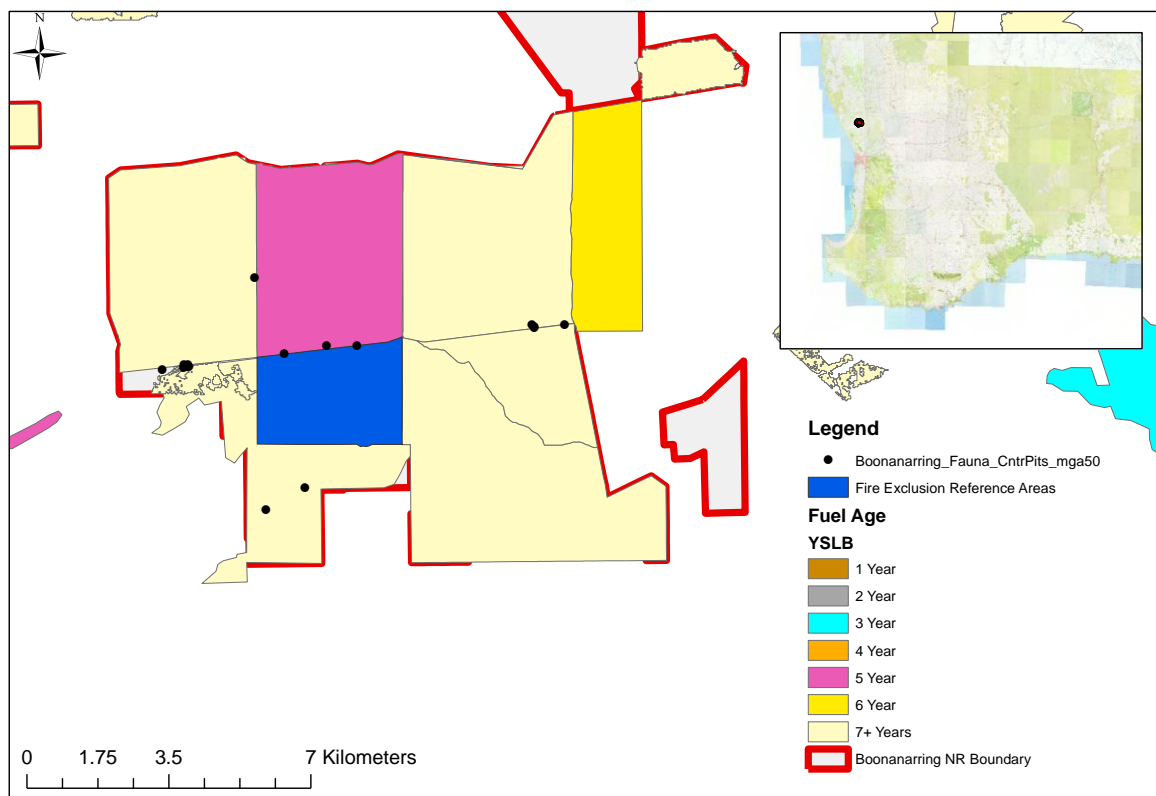 N
Legend
Boonanarring_Fauna_CntrPits_mga50
Fire Exclusion Reference Areas
Fuel Age
YSLB
1 Year
2 Year
3 Year
4 Year
5 Year
6 Year
7+ Years
Boonanarring NR Boundary
0 1.75 3.5 7 Kilometers